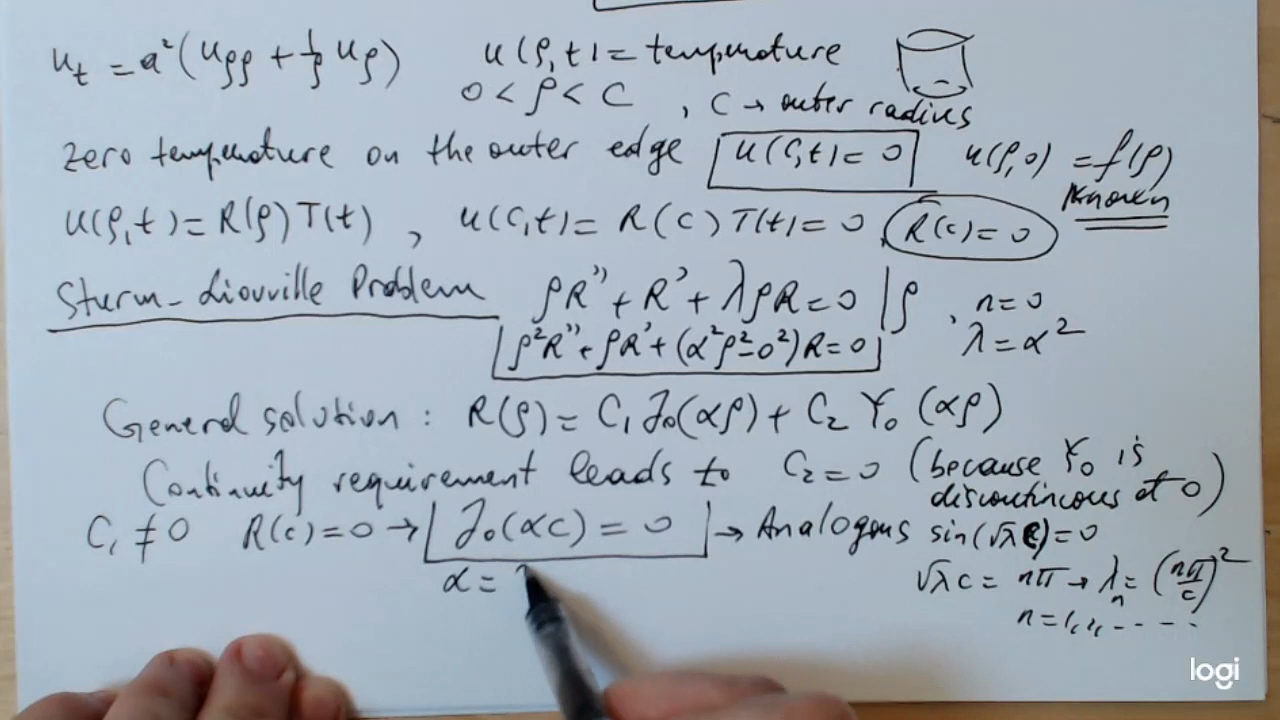 u_t = a²(u_ρρ + 1/ρ u_ρ) u(ρ,t) = temperature
0 < ρ < C , C → outer radius
zero temperature on the outer edge u(C,t) = 0 u(ρ,0) = f(ρ)
Known
u(ρ,t) = R(ρ)T(t) , u(C,t) = R(C)T(t) = 0 , R(C) = 0
Sturm-Liouville Problem ρR'' + R' + λρR = 0 | ρ , n = 0
ρ²R'' + ρR' + (α²ρ² - 0²)R = 0 λ = α²
General solution : R(ρ) = C₁ J₀(αρ) + C₂ Y₀(αρ)
Continuity requirement leads to C₂ = 0 (because Y₀ is
discontinuous at 0)
C₁ ≠ 0 R(c) = 0 → J₀(αC) = 0 → Analogous sin(√λ C) = 0
α = √λ c = nπ → λ_n = (nπ/c)²
n = 1,2, - - - -
logi